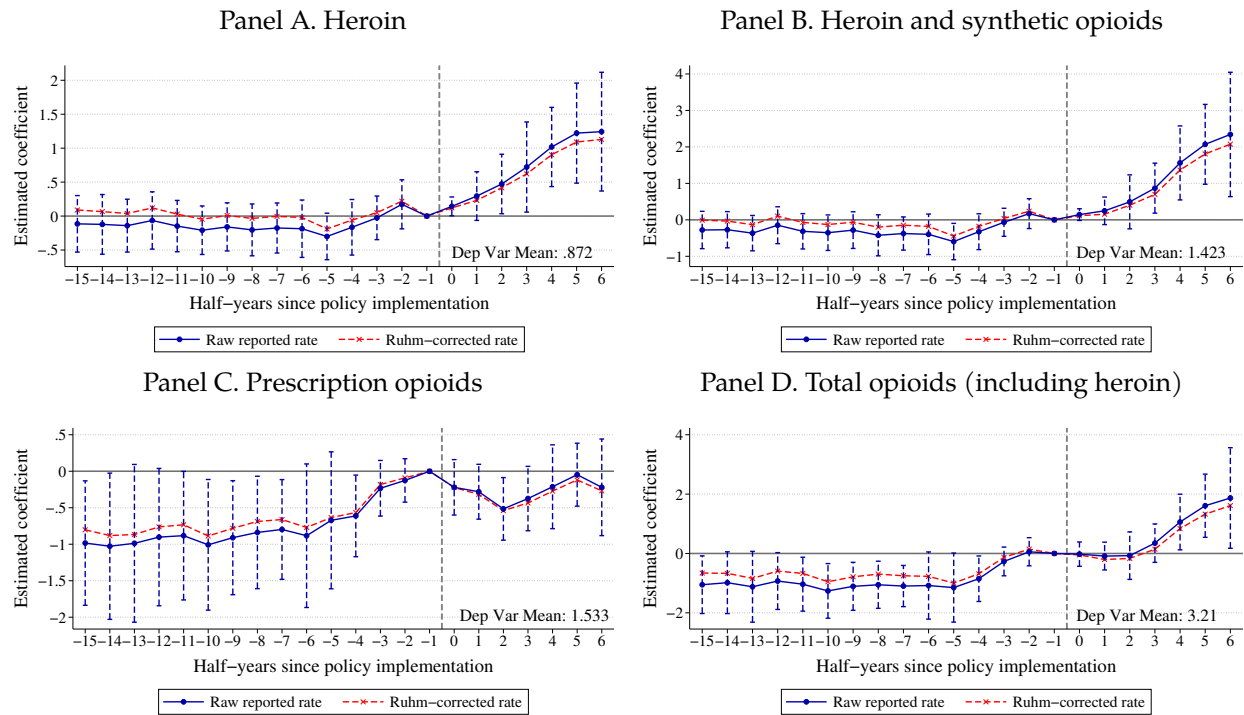 Panel A. Heroin
Estimated coefficient
2
1.5
1
.5
0
−.5
Dep Var Mean: .872
−15 −14 −13 −12 −11 −10 −9 −8 −7 −6 −5 −4 −3 −2 −1 0 1 2 3 4 5 6
Half−years since policy implementation
Raw reported rate Ruhm−corrected rate
Panel B. Heroin and synthetic opioids
Estimated coefficient
4
3
2
1
0
−1
Dep Var Mean: 1.423
−15 −14 −13 −12 −11 −10 −9 −8 −7 −6 −5 −4 −3 −2 −1 0 1 2 3 4 5 6
Half−years since policy implementation
Raw reported rate Ruhm−corrected rate
Panel C. Prescription opioids
Estimated coefficient
.5
0
−.5
−1
−1.5
−2
Dep Var Mean: 1.533
−15 −14 −13 −12 −11 −10 −9 −8 −7 −6 −5 −4 −3 −2 −1 0 1 2 3 4 5 6
Half−years since policy implementation
Raw reported rate Ruhm−corrected rate
Panel D. Total opioids (including heroin)
Estimated coefficient
4
2
0
−2
Dep Var Mean: 3.21
−15 −14 −13 −12 −11 −10 −9 −8 −7 −6 −5 −4 −3 −2 −1 0 1 2 3 4 5 6
Half−years since policy implementation
Raw reported rate Ruhm−corrected rate